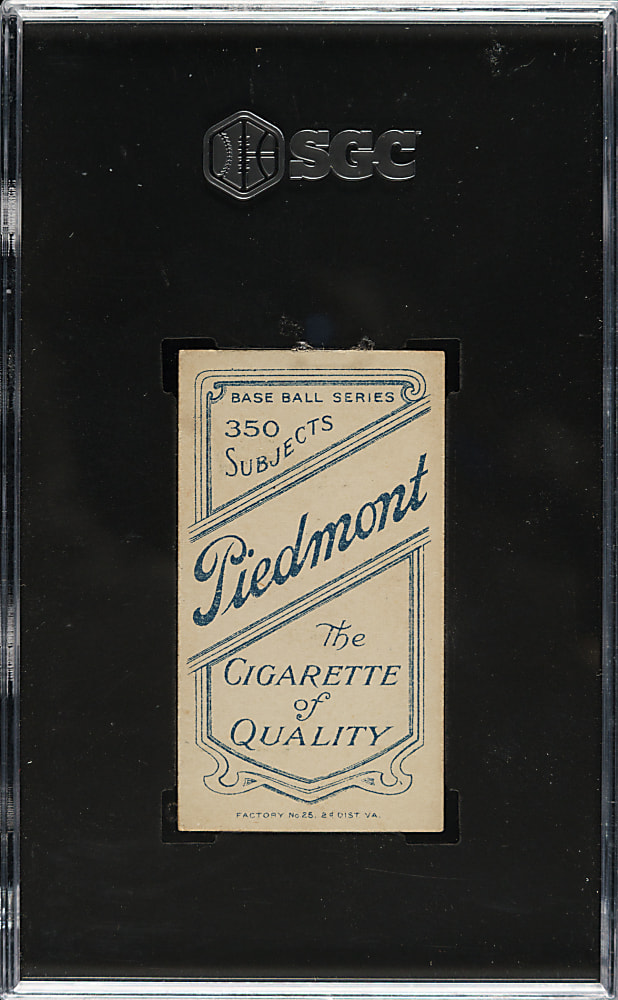 SGC
BASE BALL SERIES
350
SUBJECTS
Piedmont
The
CIGARETTE
of
QUALITY
FACTORY No 25, 2d DIST VA.